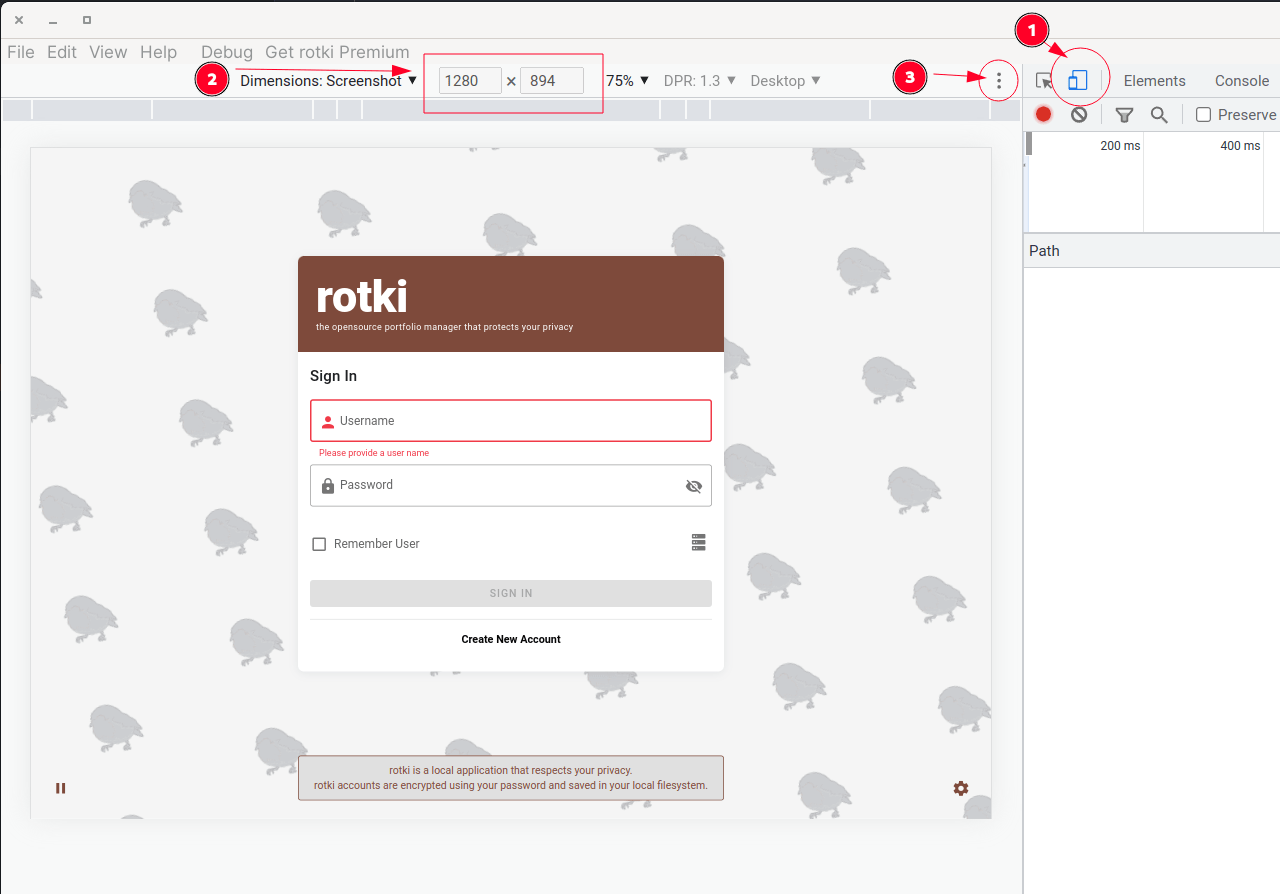 1
File Edit View Help Debug Get rotki Premium
2 Dimensions: Screenshot ▼ 1280 × 894 75% ▼ DPR: 1.3 ▼ Desktop ▼ 3 Elements Console
Preserve
200 ms 400 ms
Path
rotki
the opensource portfolio manager that protects your privacy
Sign In
Username
Please provide a user name
Password
Remember User
SIGN IN
Create New Account
rotki is a local application that respects your privacy.
rotki accounts are encrypted using your password and saved in your local filesystem.